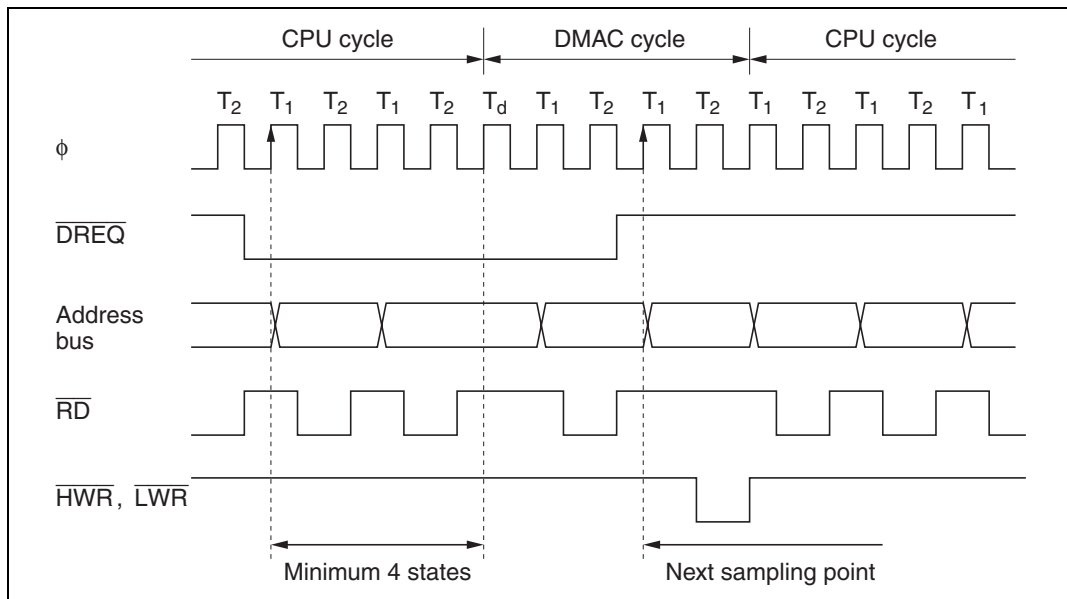 CPU cycle DMAC cycle CPU cycle
T2 T1 T2 T1 T2 Td T1 T2 T1 T2 T1 T2 T1 T2 T1
ϕ
DREQ
Address
bus
RD
HWR, LWR
Minimum 4 states Next sampling point